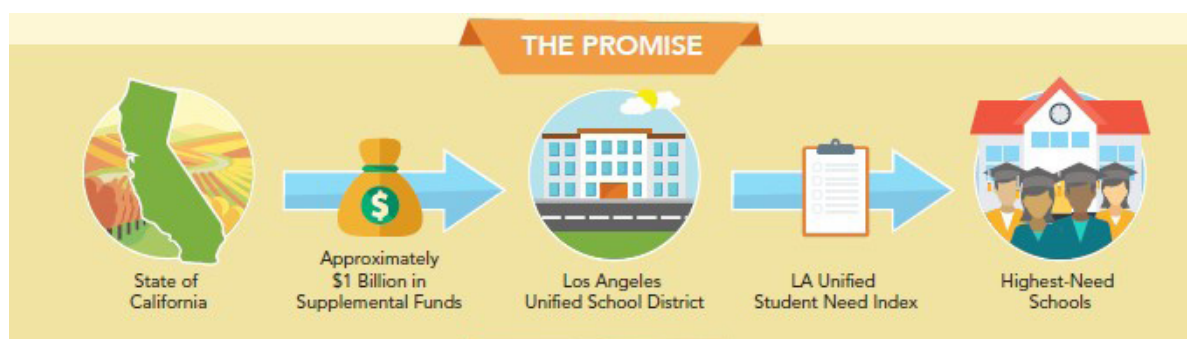 THE PROMISE
$
State of
California
Approximately
$1 Billion in
Supplemental Funds
Los Angeles
Unified School District
LA Unified
Student Need Index
Highest-Need
Schools